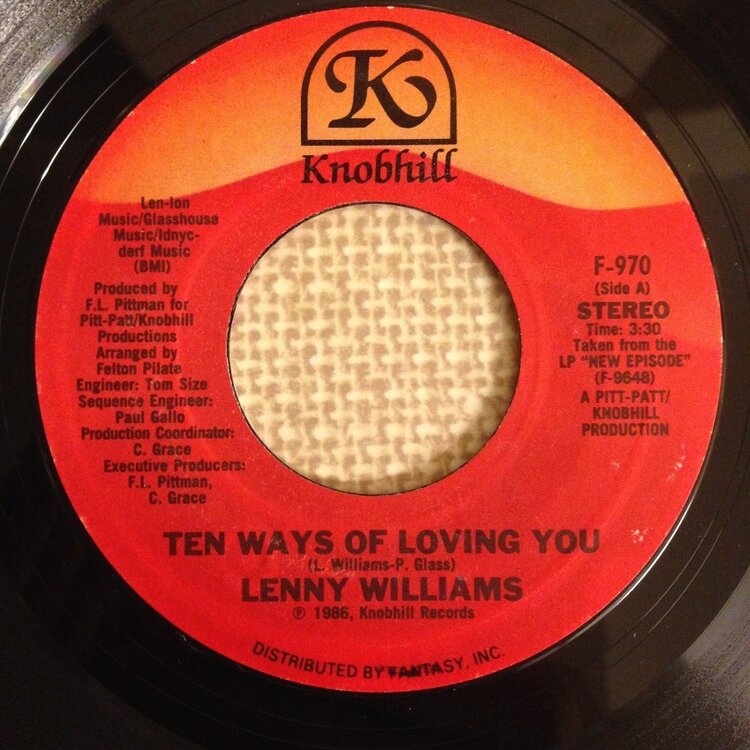 K
Knobhill
Len-lon
Music/Glasshouse
Music/Idnyc-
derf Music
(BMI)
Produced by
F.L. Pittman for
Pitt-Patt/Knobhill
Productions
Arranged by
Felton Pilate
Engineer: Tom Size
Sequence Engineer:
Paul Gallo
Production Coordinator:
C. Grace
Executive Producers:
F.L. Pittman,
C. Grace
F-970
(Side A)
STEREO
Time: 3:30
Taken from the
LP "NEW EPISODE"
(F-9648)
A PITT-PATT/
KNOBHILL
PRODUCTION
TEN WAYS OF LOVING YOU
(L. Williams-P. Glass)
LENNY WILLIAMS
℗ 1986, Knobhill Records
DISTRIBUTED BY FANTASY, INC.